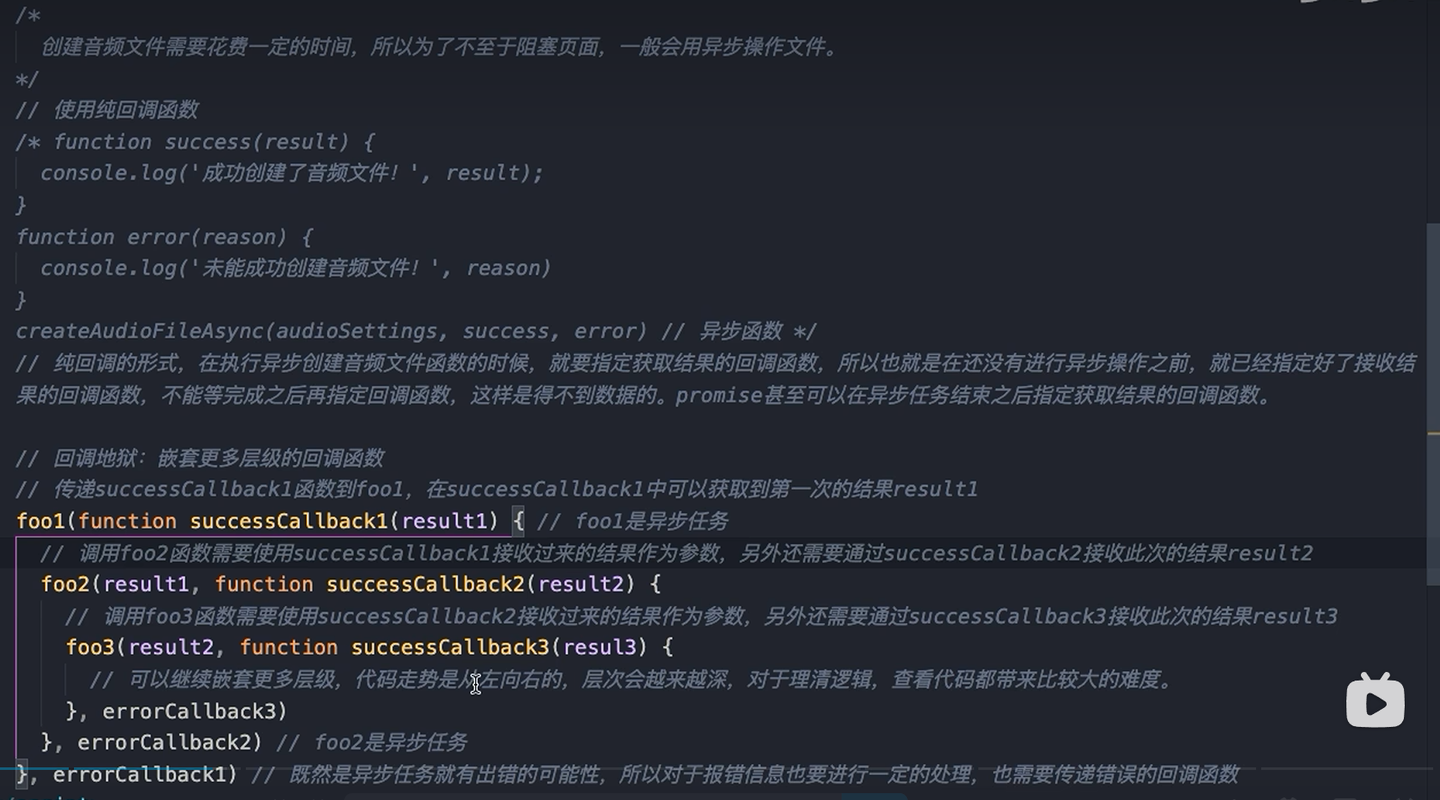 /*
创建音频文件需要花费一定的时间，所以为了不至于阻塞页面，一般会用异步操作文件。
*/
// 使用纯回调函数
/* function success(result) {
console.log('成功创建了音频文件！', result);
}
function error(reason) {
console.log('未能成功创建音频文件！', reason)
}
createAudioFileAsync(audioSettings, success, error) // 异步函数 */
// 纯回调的形式，在执行异步创建音频文件函数的时候，就要指定获取结果的回调函数，所以也就是在还没有进行异步操作之前，就已经指定好了接收结
果的回调函数，不能等完成之后再指定回调函数，这样是得不到数据的。promise甚至可以在异步任务结束之后指定获取结果的回调函数。
// 回调地狱：嵌套更多层级的回调函数
// 传递successCallback1函数到foo1，在successCallback1中可以获取到第一次的结果result1
foo1(function successCallback1(result1) { // foo1是异步任务
// 调用foo2函数需要使用successCallback1接收过来的结果作为参数，另外还需要通过successCallback2接收此次的结果result2
foo2(result1, function successCallback2(result2) {
// 调用foo3函数需要使用successCallback2接收过来的结果作为参数，另外还需要通过successCallback3接收此次的结果result3
foo3(result2, function successCallback3(resul3) {
// 可以继续嵌套更多层级，代码走势是从左向右的，层次会越来越深，对于理清逻辑，查看代码都带来比较大的难度。
}, errorCallback3)
}, errorCallback2) // foo2是异步任务
}, errorCallback1) // 既然是异步任务就有出错的可能性，所以对于报错信息也要进行一定的处理，也需要传递错误的回调函数